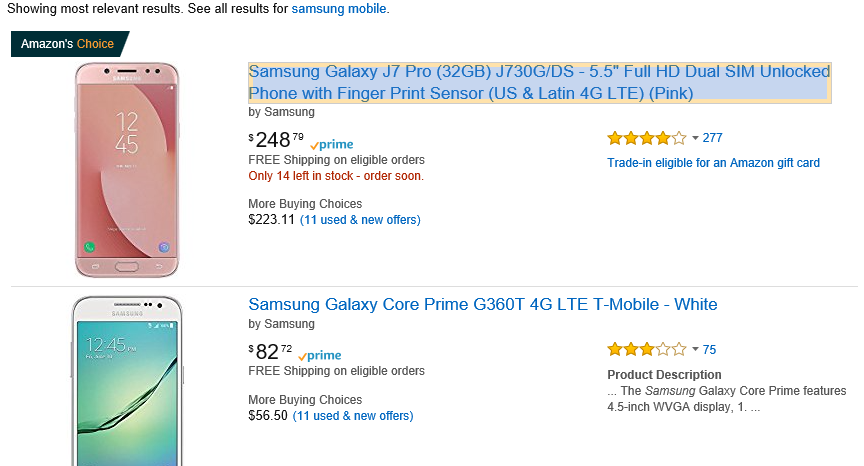 Showing most relevant results. See all results for samsung mobile.
Amazon's Choice
Samsung Galaxy J7 Pro (32GB) J730G/DS - 5.5" Full HD Dual SIM Unlocked
Phone with Finger Print Sensor (US & Latin 4G LTE) (Pink)
by Samsung
$248 79 prime
277
FREE Shipping on eligible orders
Trade-in eligible for an Amazon gift card
Only 14 left in stock - order soon.
More Buying Choices
$223.11 (11 used & new offers)
SAMSUNG
12
45
Samsung Galaxy Core Prime G360T 4G LTE T-Mobile - White
by Samsung
$82 72 prime
75
FREE Shipping on eligible orders
Product Description
... The Samsung Galaxy Core Prime features
4.5-inch WVGA display, 1. ...
More Buying Choices
$56.50 (11 used & new offers)
SAMSUNG
12:45 PM